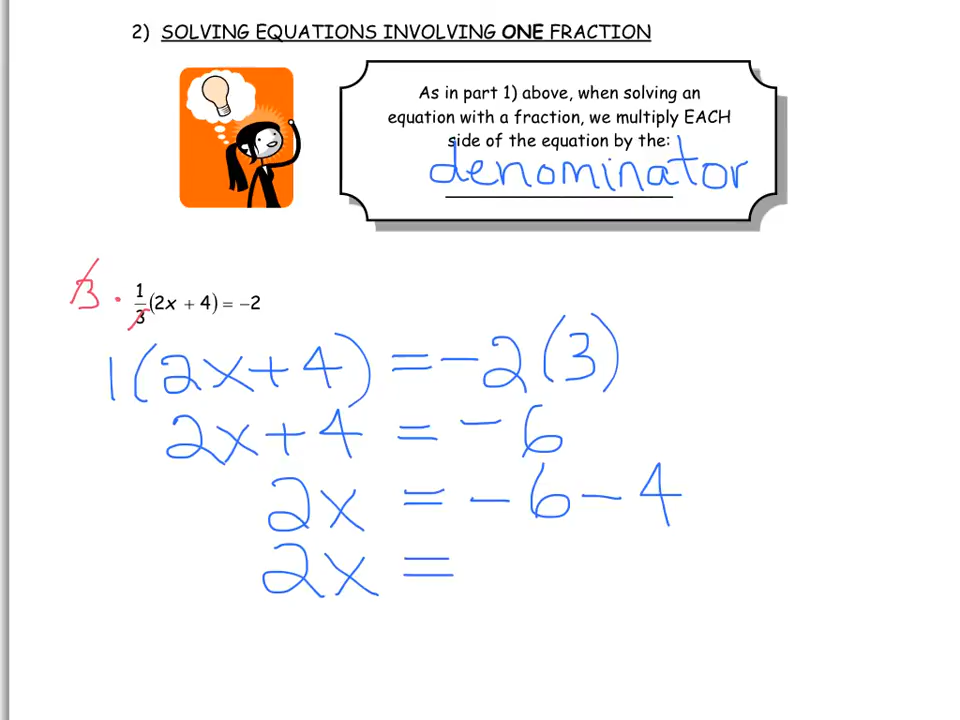 2) SOLVING EQUATIONS INVOLVING ONE FRACTION
As in part 1) above, when solving an
equation with a fraction, we multiply EACH
side of the equation by the:
denominator
3 · 1/3(2x + 4) = -2
1(2x+4) = -2(3)
2x+4 = -6
2x = -6-4
2x =